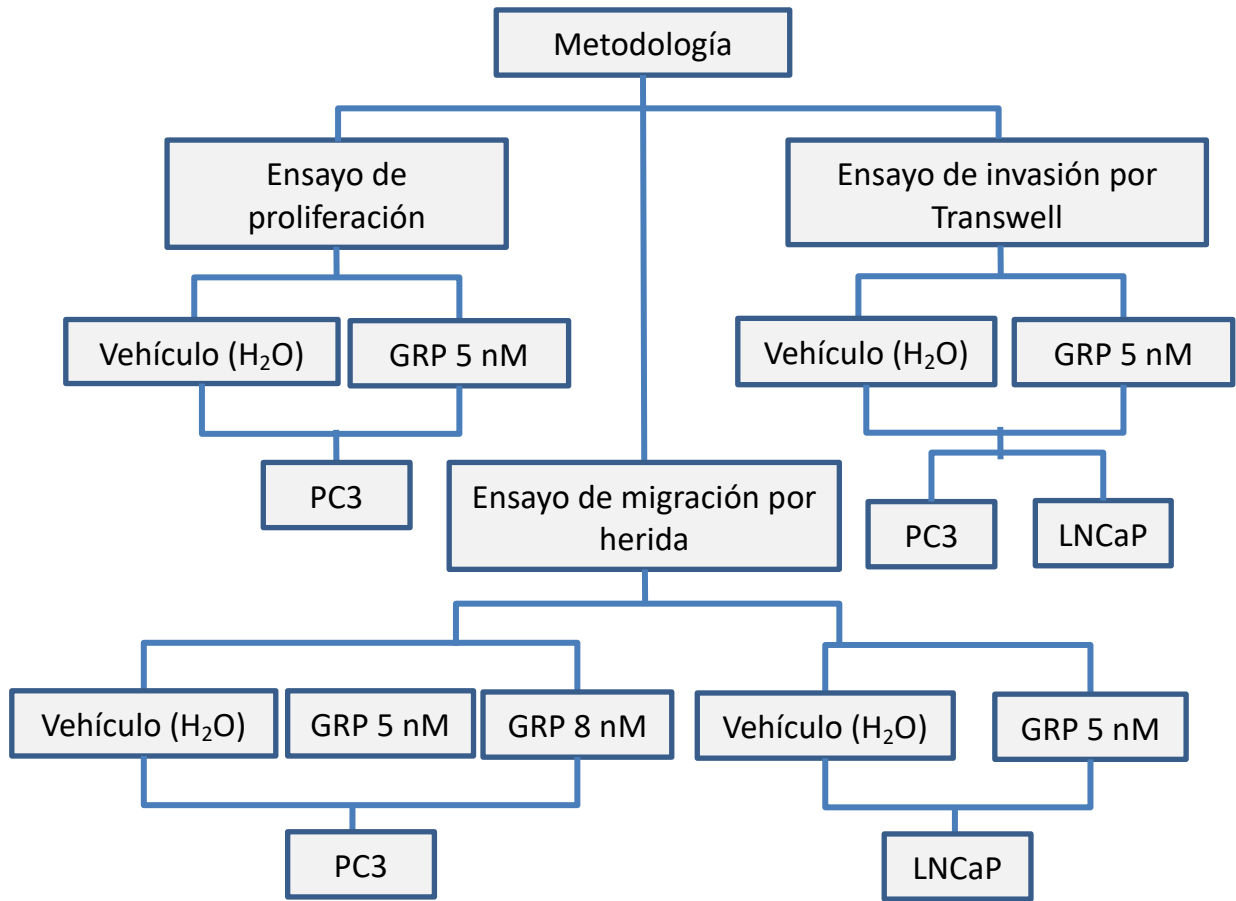 Metodología
Ensayo de
proliferación
Ensayo de invasión por
Transwell
Vehículo (H₂O)
GRP 5 nM
Vehículo (H₂O)
GRP 5 nM
PC3
Ensayo de migración por
herida
PC3
LNCaP
Vehículo (H₂O)
GRP 5 nM
GRP 8 nM
Vehículo (H₂O)
GRP 5 nM
PC3
LNCaP